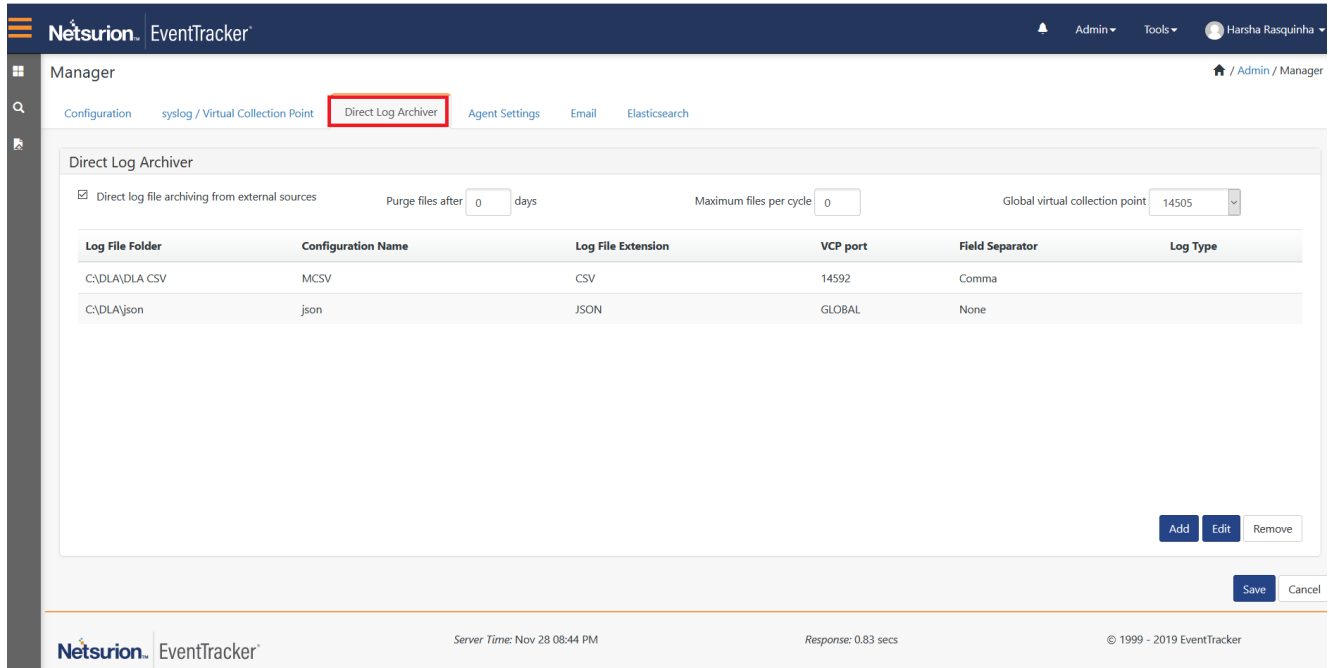 Netsurion™ EventTracker®
Admin Tools Harsha Rasquinha
Manager
/ Admin / Manager
Configuration syslog / Virtual Collection Point Direct Log Archiver Agent Settings Email Elasticsearch
Direct Log Archiver
Direct log file archiving from external sources Purge files after 0 days Maximum files per cycle 0 Global virtual collection point 14505
Log File Folder Configuration Name Log File Extension VCP port Field Separator Log Type
C:\DLA\DLA CSV MCSV CSV 14592 Comma
C:\DLA\json json JSON GLOBAL None
Add Edit Remove
Save Cancel
Netsurion™ EventTracker® Server Time: Nov 28 08:44 PM Response: 0.83 secs © 1999 - 2019 EventTracker